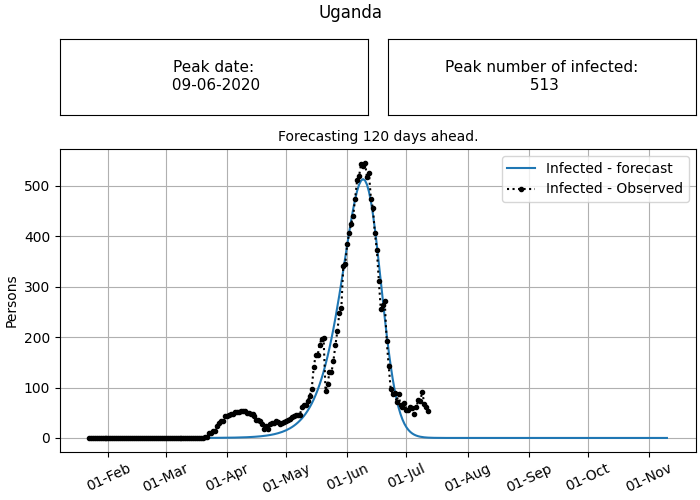 Uganda
Peak date:
09-06-2020
Peak number of infected:
513
Forecasting 120 days ahead.
Infected - forecast
Infected - Observed
Persons
500
400
300
200
100
0
01-Feb
01-Mar
01-Apr
01-May
01-Jun
01-Jul
01-Aug
01-Sep
01-Oct
01-Nov